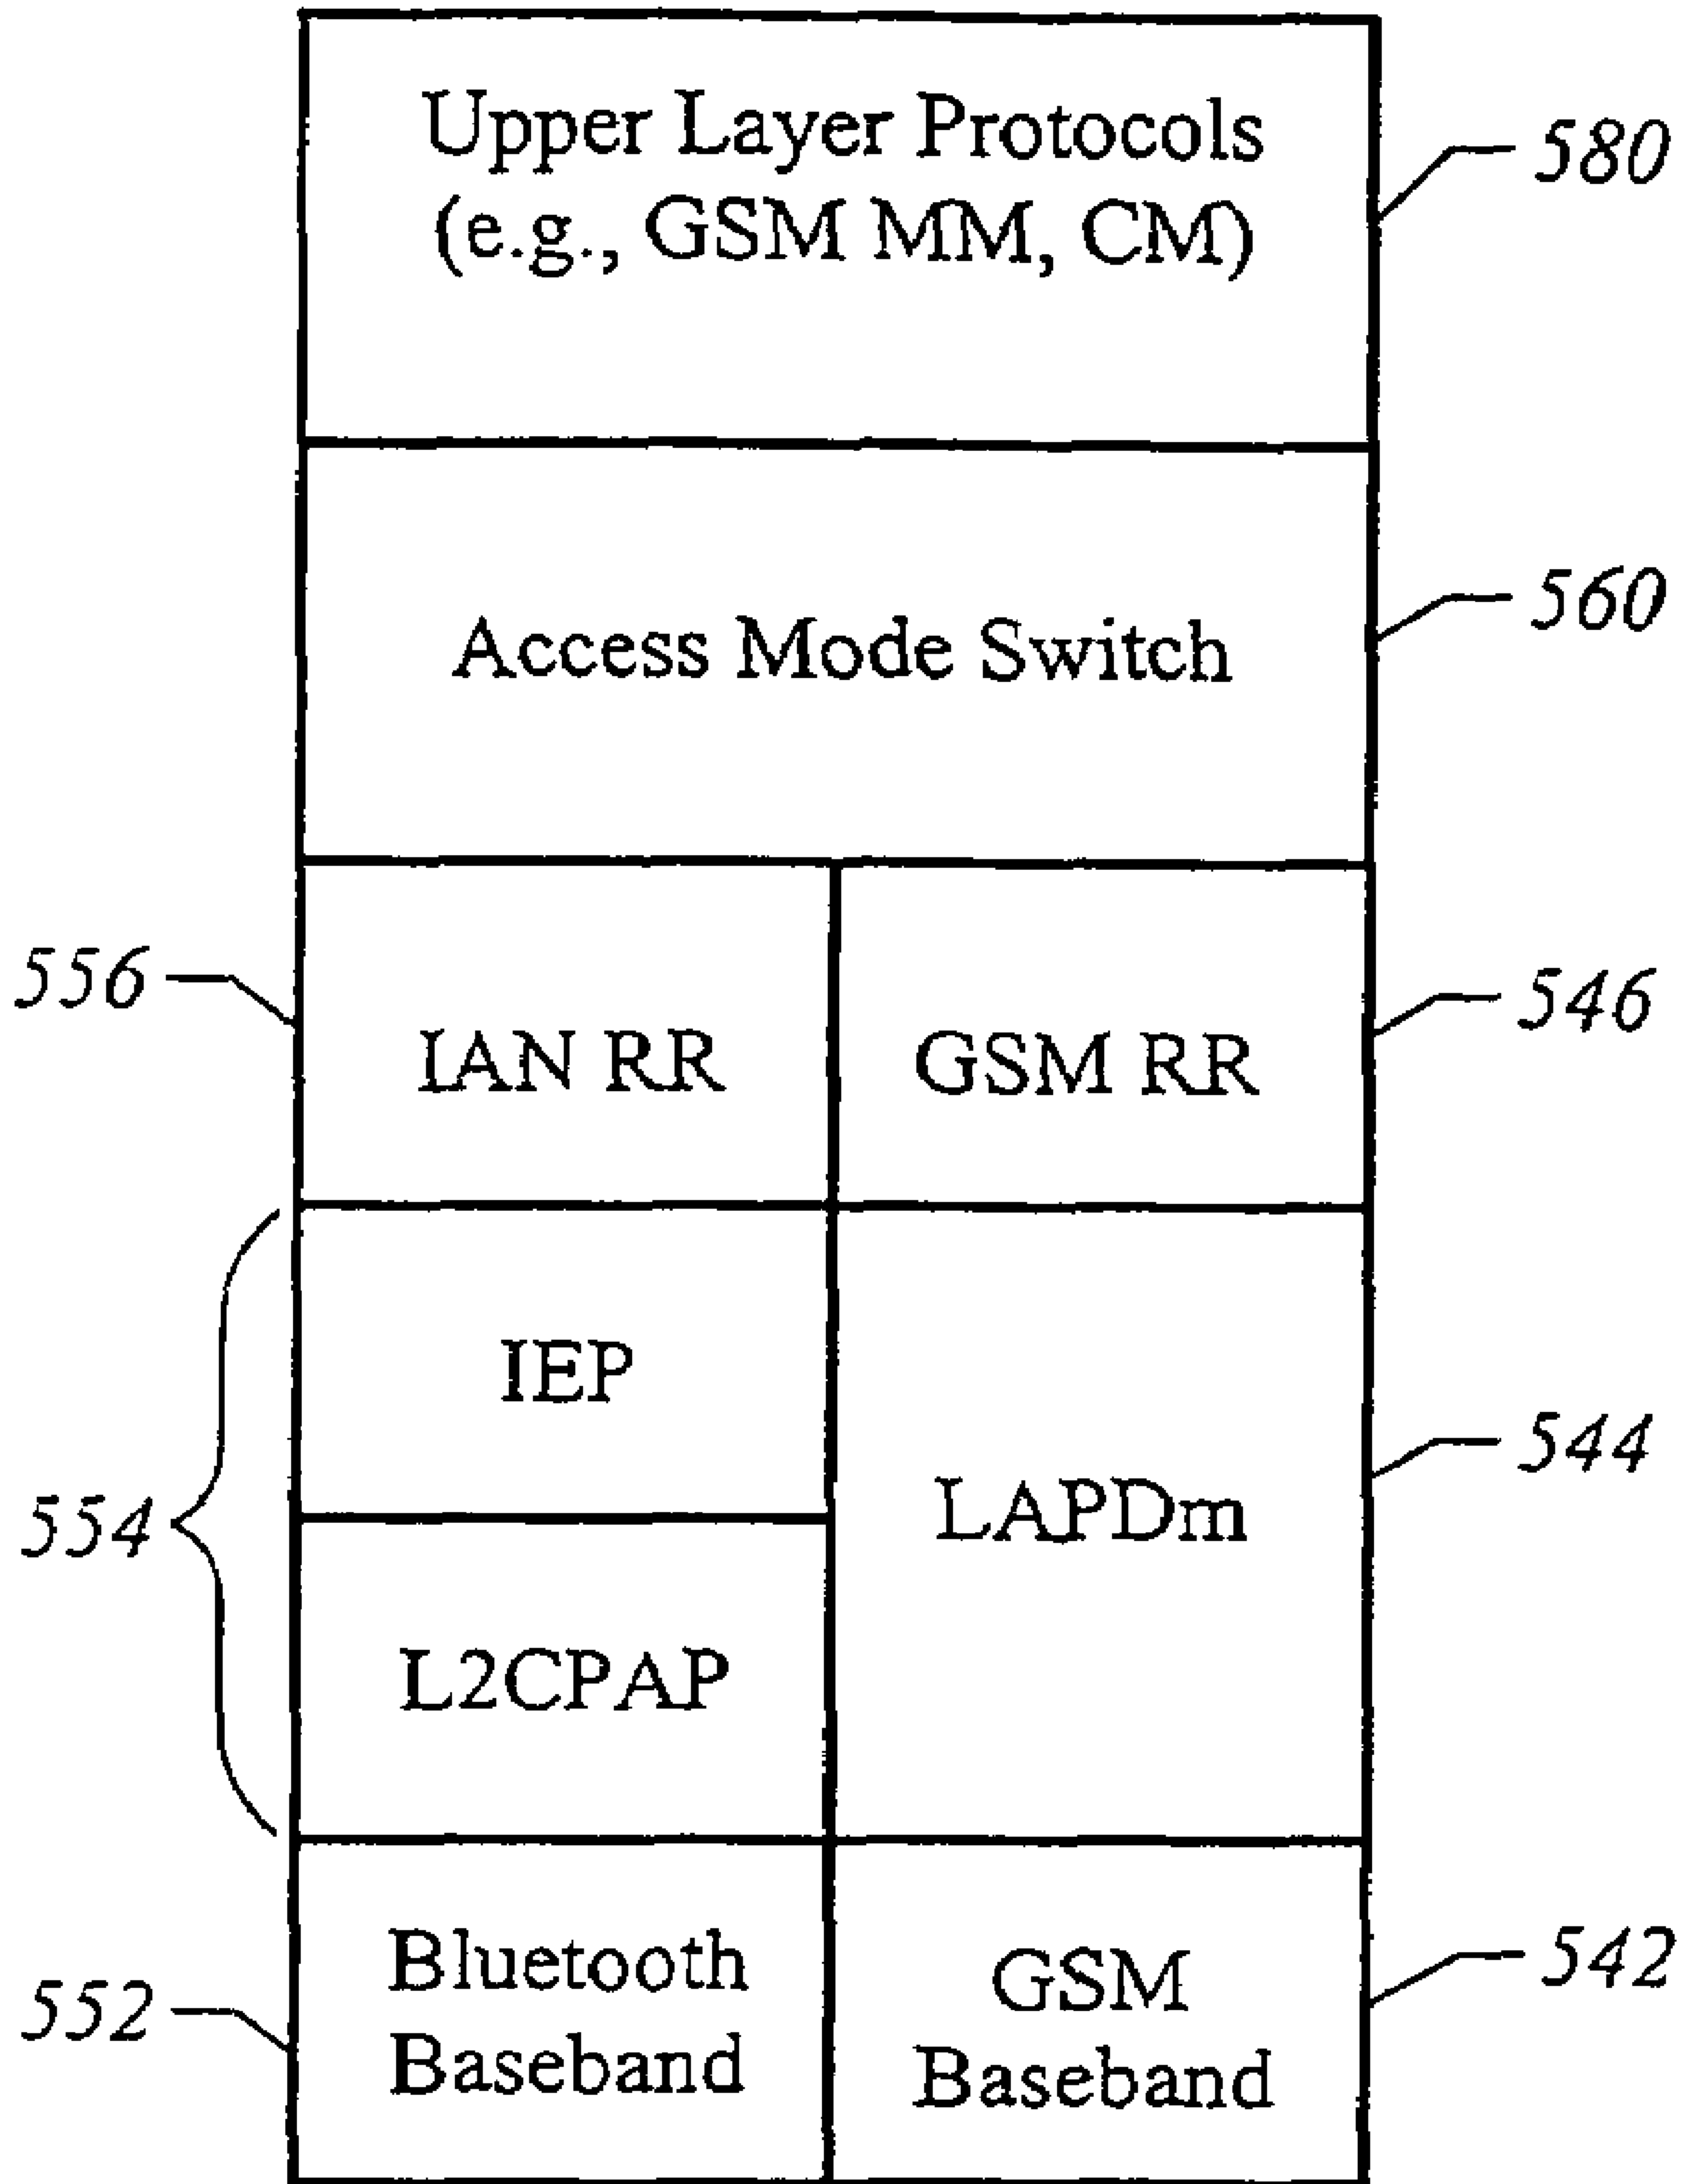 Upper Layer Protocols
(e.g., GSM MM, CM)
580
Access Mode Switch
560
556
IAN RR
GSM RR
546
IEP
554
LAPDm
544
L2CPAP
552
Bluetooth
Baseband
GSM
Baseband
542